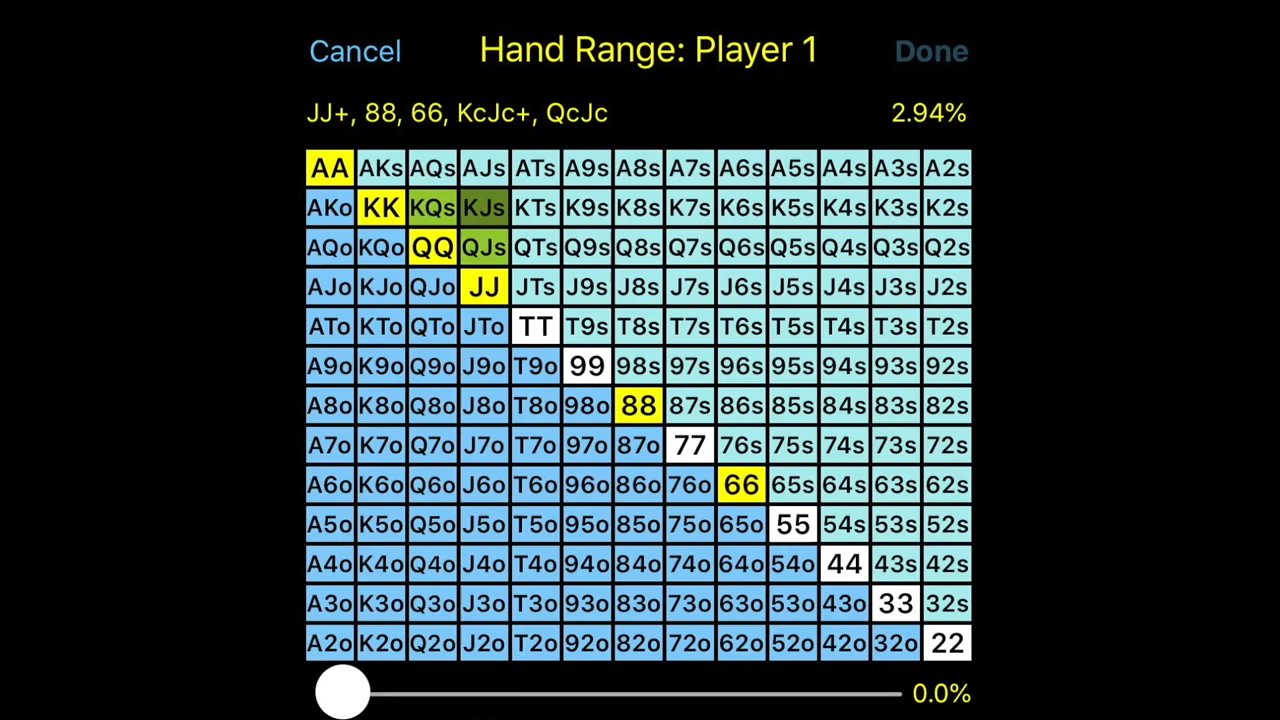 Cancel Hand Range: Player 1 Done
JJ+, 88, 66, KcJc+, QcJc 2.94%
AA AKs AQs AJs ATs A9s A8s A7s A6s A5s A4s A3s A2s
AKo KK KQs KJs KTs K9s K8s K7s K6s K5s K4s K3s K2s
AQo KQo QQ QJs QTs Q9s Q8s Q7s Q6s Q5s Q4s Q3s Q2s
AJo KJo QJo JJ JTs J9s J8s J7s J6s J5s J4s J3s J2s
ATo KTo QTo JTo TT T9s T8s T7s T6s T5s T4s T3s T2s
A9o K9o Q9o J9o T9o 99 98s 97s 96s 95s 94s 93s 92s
A8o K8o Q8o J8o T8o 98o 88 87s 86s 85s 84s 83s 82s
A7o K7o Q7o J7o T7o 97o 87o 77 76s 75s 74s 73s 72s
A6o K6o Q6o J6o T6o 96o 86o 76o 66 65s 64s 63s 62s
A5o K5o Q5o J5o T5o 95o 85o 75o 65o 55 54s 53s 52s
A4o K4o Q4o J4o T4o 94o 84o 74o 64o 54o 44 43s 42s
A3o K3o Q3o J3o T3o 93o 83o 73o 63o 53o 43o 33 32s
A2o K2o Q2o J2o T2o 92o 82o 72o 62o 52o 42o 32o 22
0.0%